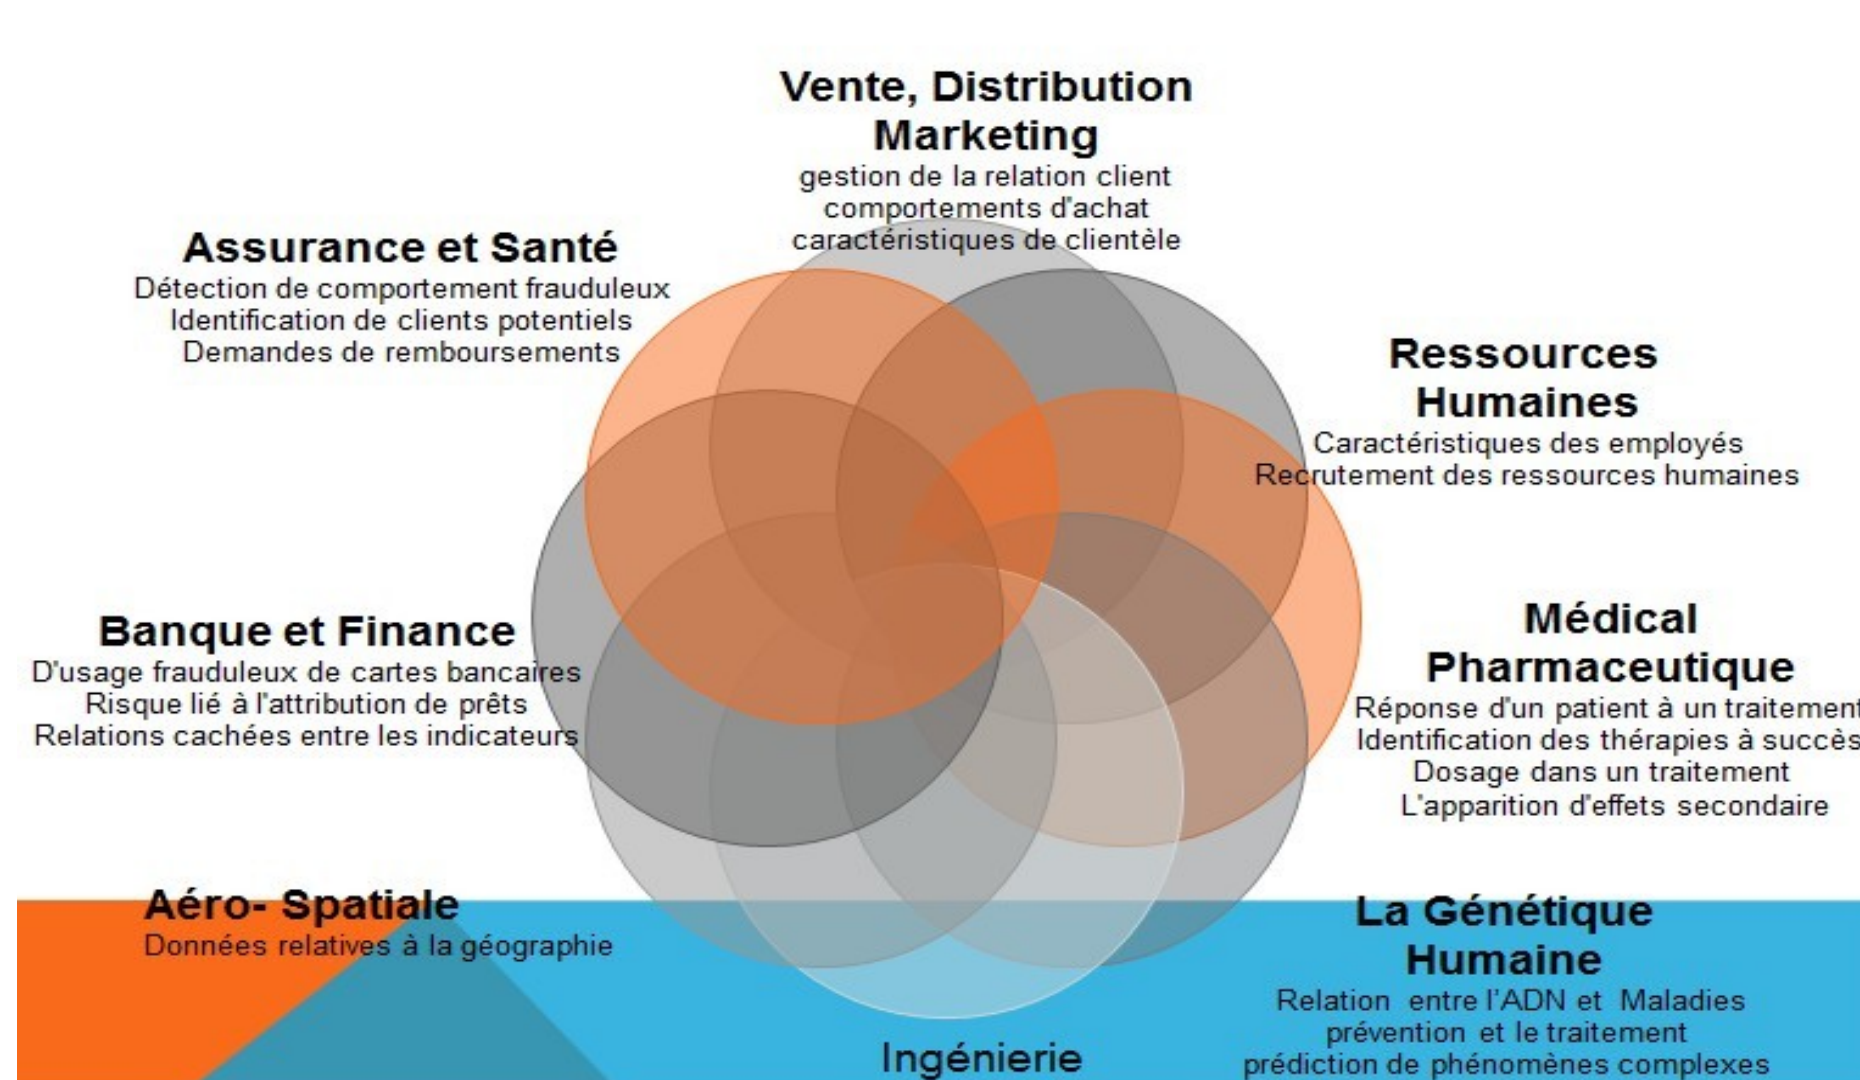 Vente, Distribution
Marketing
gestion de la relation client
comportements d'achat
caractéristiques de clientèle
Assurance et Santé
Détection de comportement frauduleux
Identification de clients potentiels
Demandes de remboursements
Ressources
Humaines
Caractéristiques des employés
Recrutement des ressources humaines
Banque et Finance
D'usage frauduleux de cartes bancaires
Risque lié à l'attribution de prêts
Relations cachées entre les indicateurs
Médical
Pharmaceutique
Réponse d'un patient à un traitement
Identification des thérapies à succès
Dosage dans un traitement
L'apparition d'effets secondaire
Aéro- Spatiale
Données relatives à la géographie
La Génétique
Humaine
Relation entre l'ADN et Maladies
prévention et le traitement
prédiction de phénomènes complexes
Ingénierie